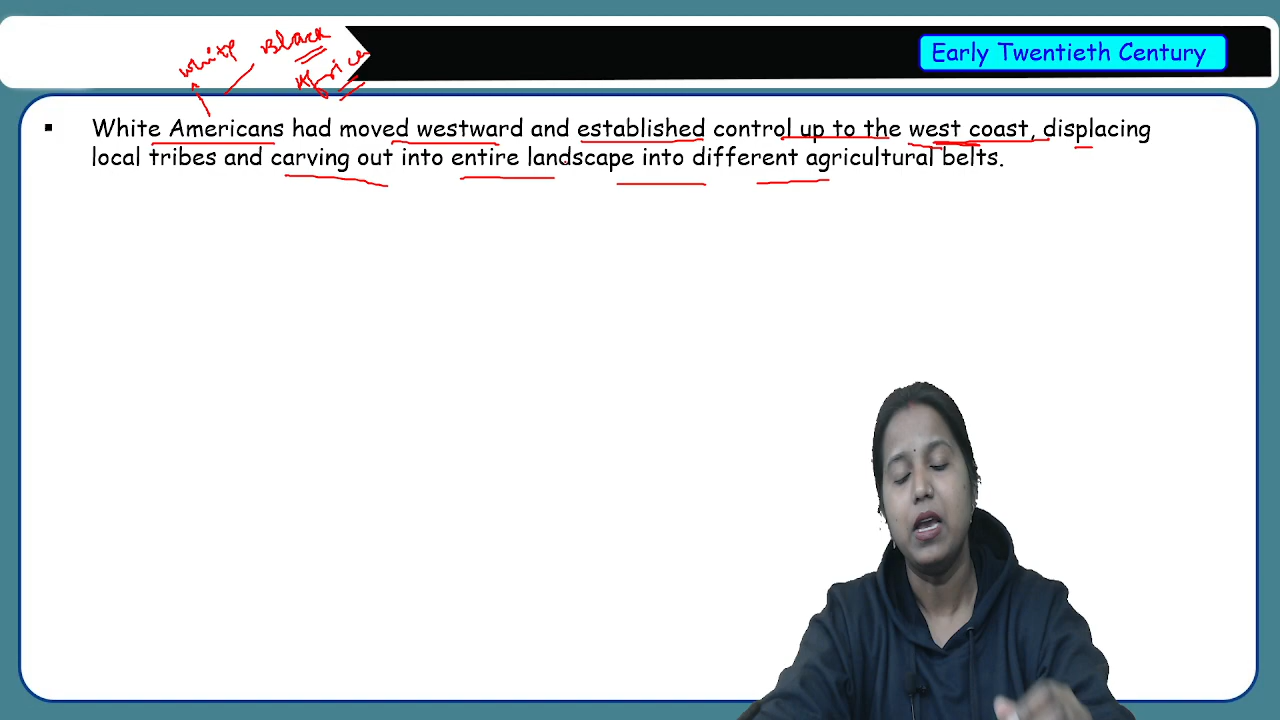 Early Twentieth Century
white Black
African
▪ White Americans had moved westward and established control up to the west coast, displacing
local tribes and carving out into entire landscape into different agricultural belts.